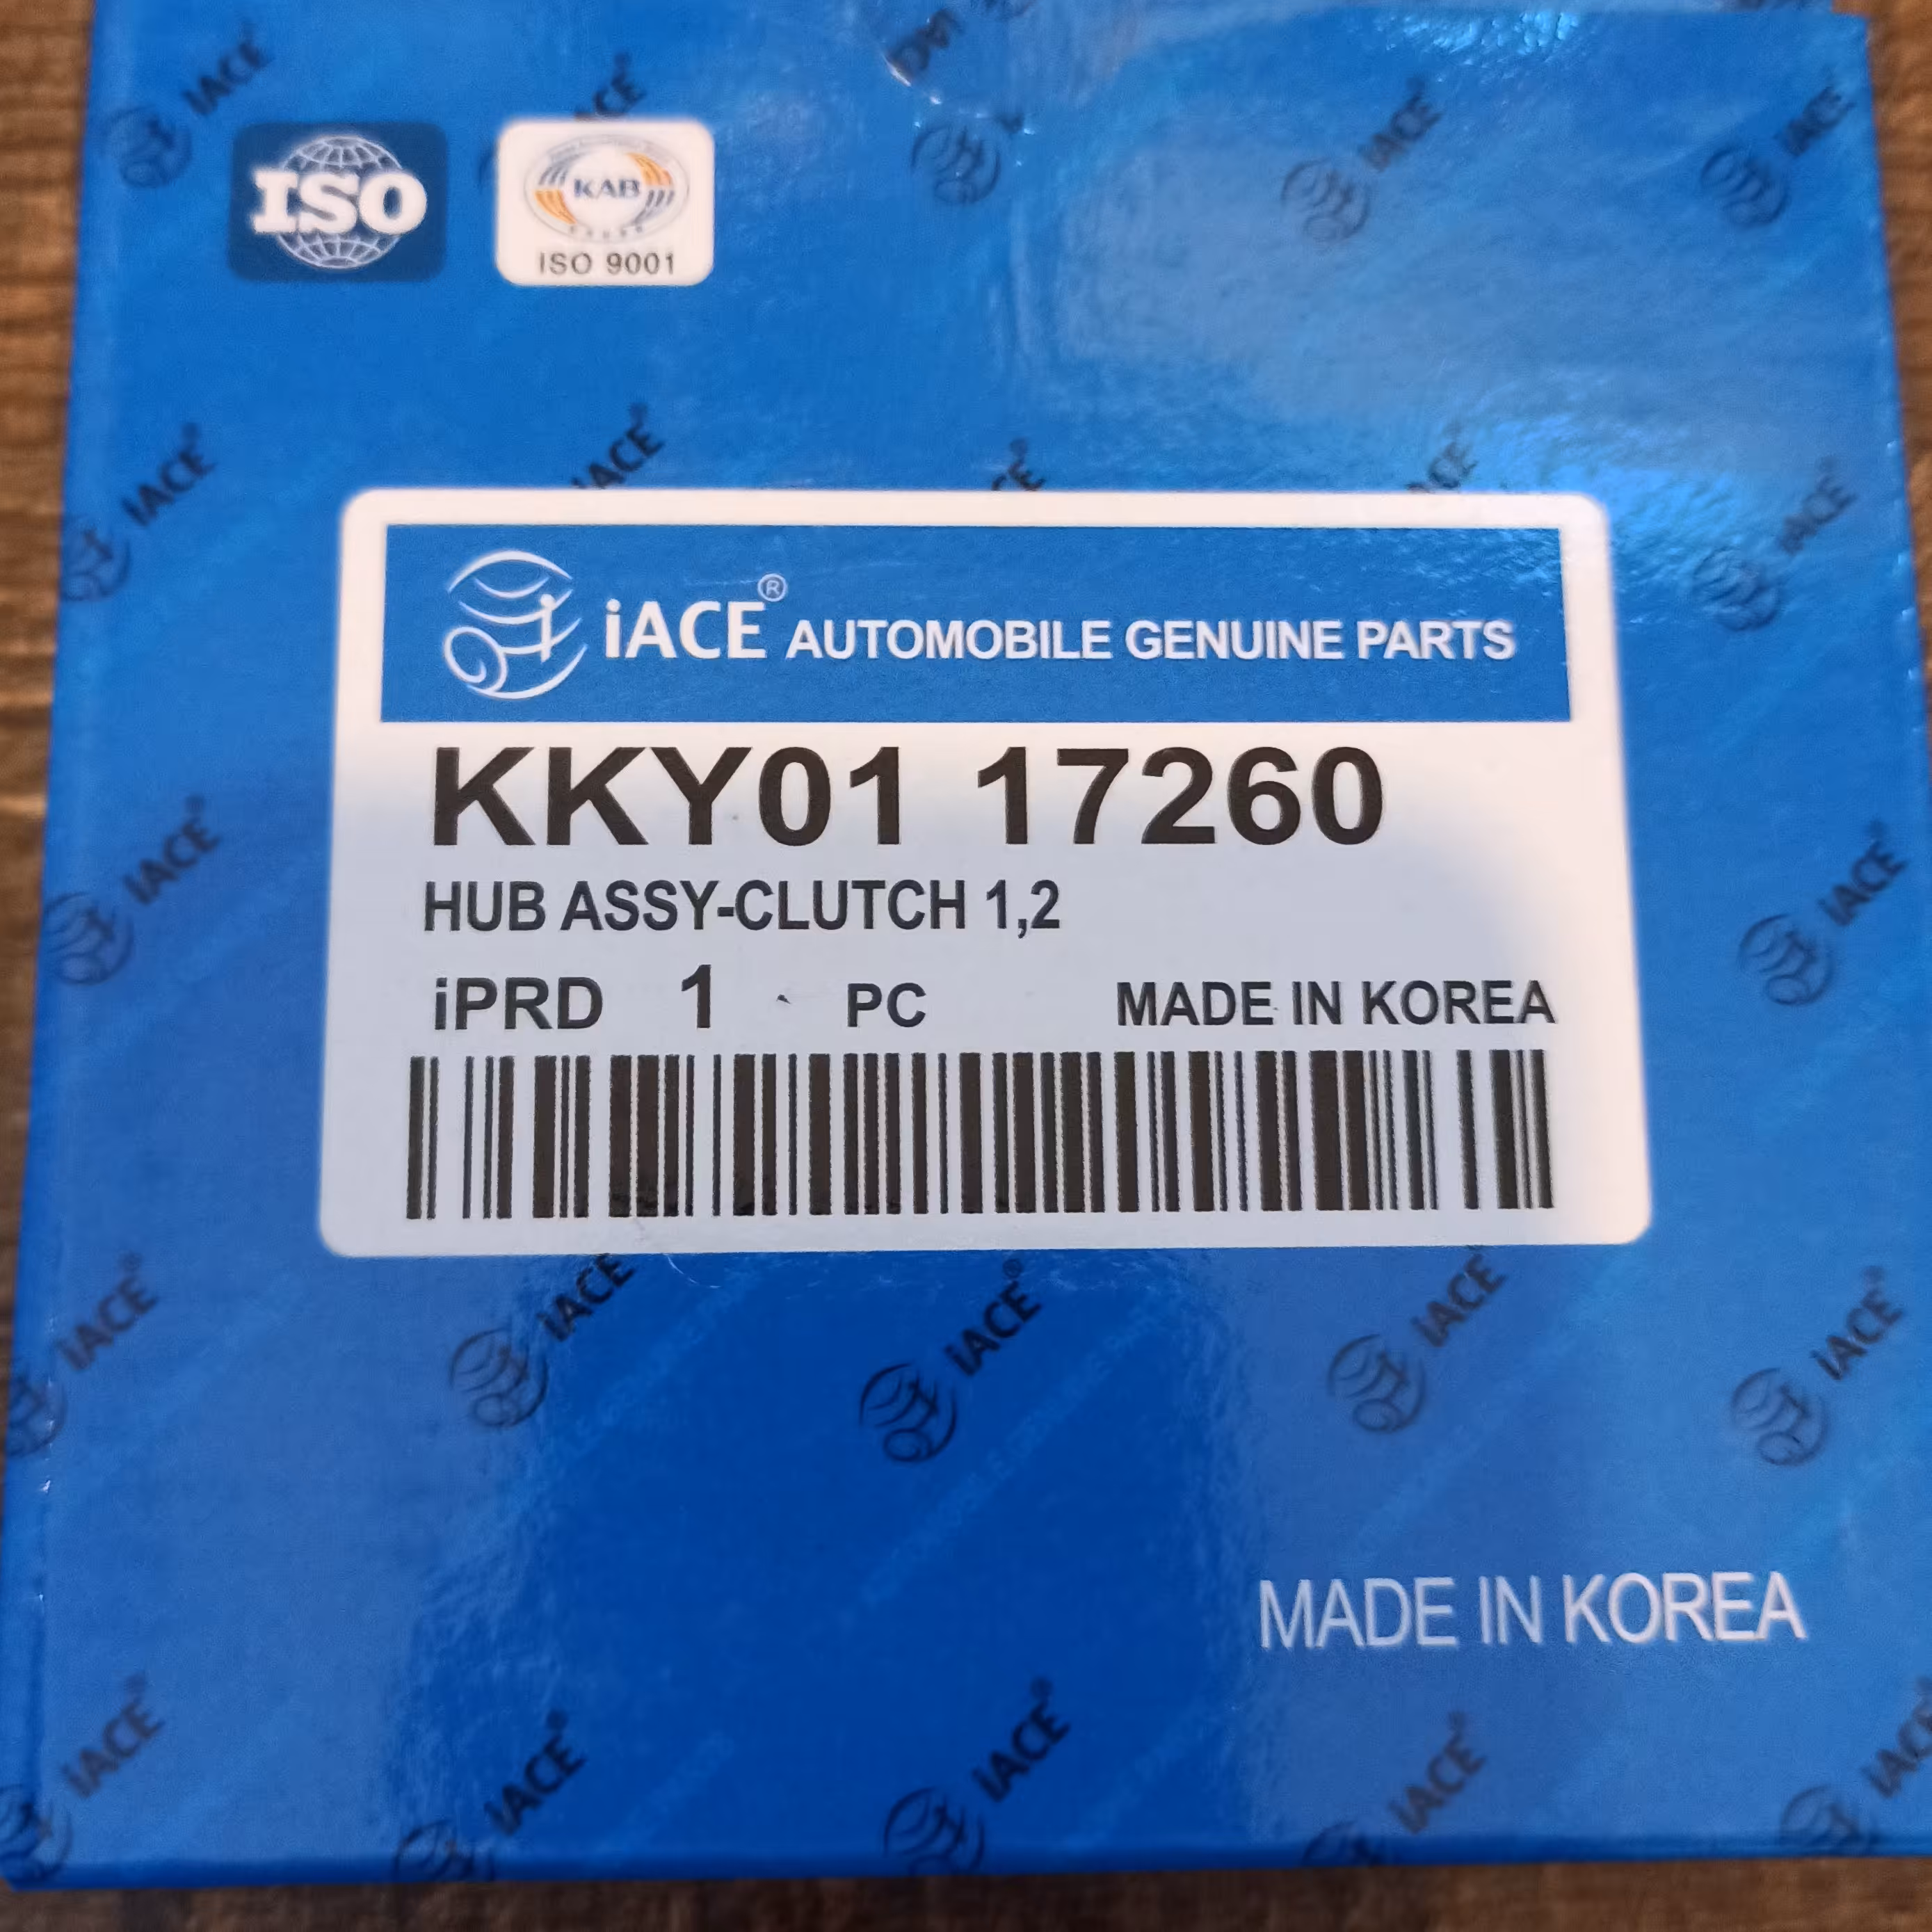 ISO
KAB
ISO 9001
iACE® AUTOMOBILE GENUINE PARTS
KKY01 17260
HUB ASSY-CLUTCH 1,2
iPRD 1 PC MADE IN KOREA
MADE IN KOREA